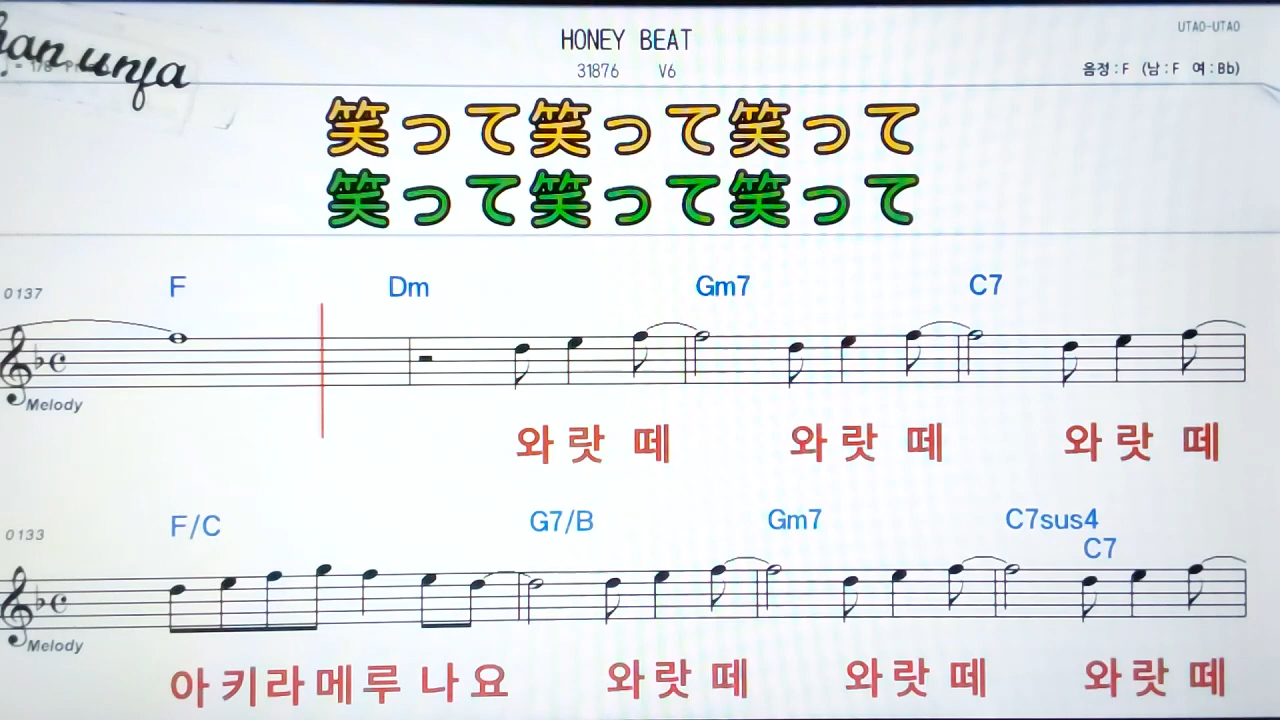 HONEY BEAT
UTAO-UTAO
31876 V6
음정:F (남:F 여:Bb)
笑って笑って笑って
笑って笑って笑って
F Dm Gm7 C7
0137
Melody
와 랏 떼 와 랏 떼 와 랏 떼
F/C G7/B Gm7 C7sus4
C7
0133
Melody
아 키 라 메 루 나 요 와 랏 떼 와 랏 떼 와 랏 떼